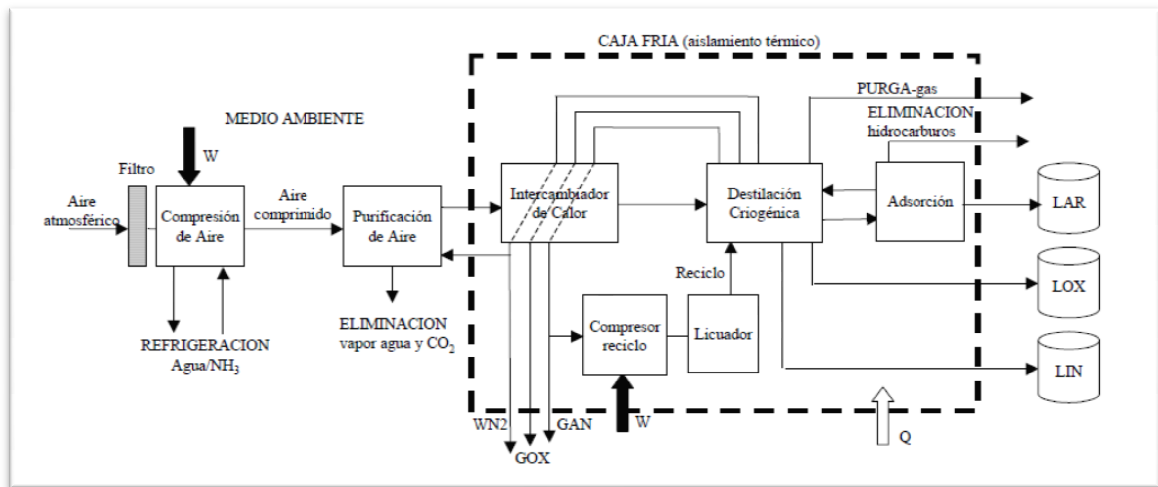 CAJA FRIA (aislamiento térmico)
PURGA-gas
MEDIO AMBIENTE
ELIMINACION
hidrocarburos
W
Filtro
Aire
atmosférico
Compresión
de Aire
Aire
comprimido
Purificación
de Aire
Intercambiador
de Calor
Destilación
Criogénica
Adsorción
LAR
Reciclo
REFRIGERACION
Agua/NH3
ELIMINACION
vapor agua y CO2
Compresor
reciclo
Licuador
LOX
LIN
WN2
GAN
W
Q
GOX